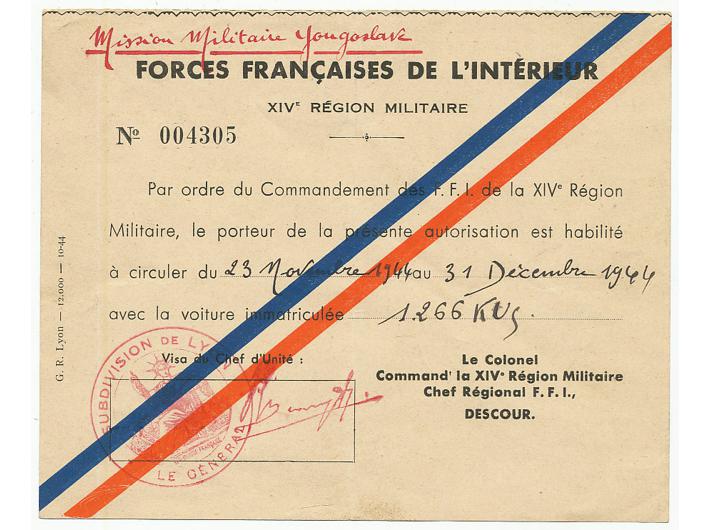 Mission Militaire Yougoslave
FORCES FRANÇAISES DE L'INTÉRIEUR
XIVᵉ RÉGION MILITAIRE
Nº 004305
Par ordre du Commandement des F. F. I. de la XIVᵉ Région
Militaire, le porteur de la présente autorisation est habilité
à circuler du 23 Novembre 1944 au 31 Décembre 1944
avec la voiture immatriculée 1266 KU5.
Visa du Chef d'Unité :
Le Colonel
Commandᵗ la XIVᵉ Région Militaire
Chef Régional F. F. I.,
DESCOUR.
SUBDIVISION DE LYON
LE GÉNÉRAL
G. R. Lyon — 12.000 — 10-44